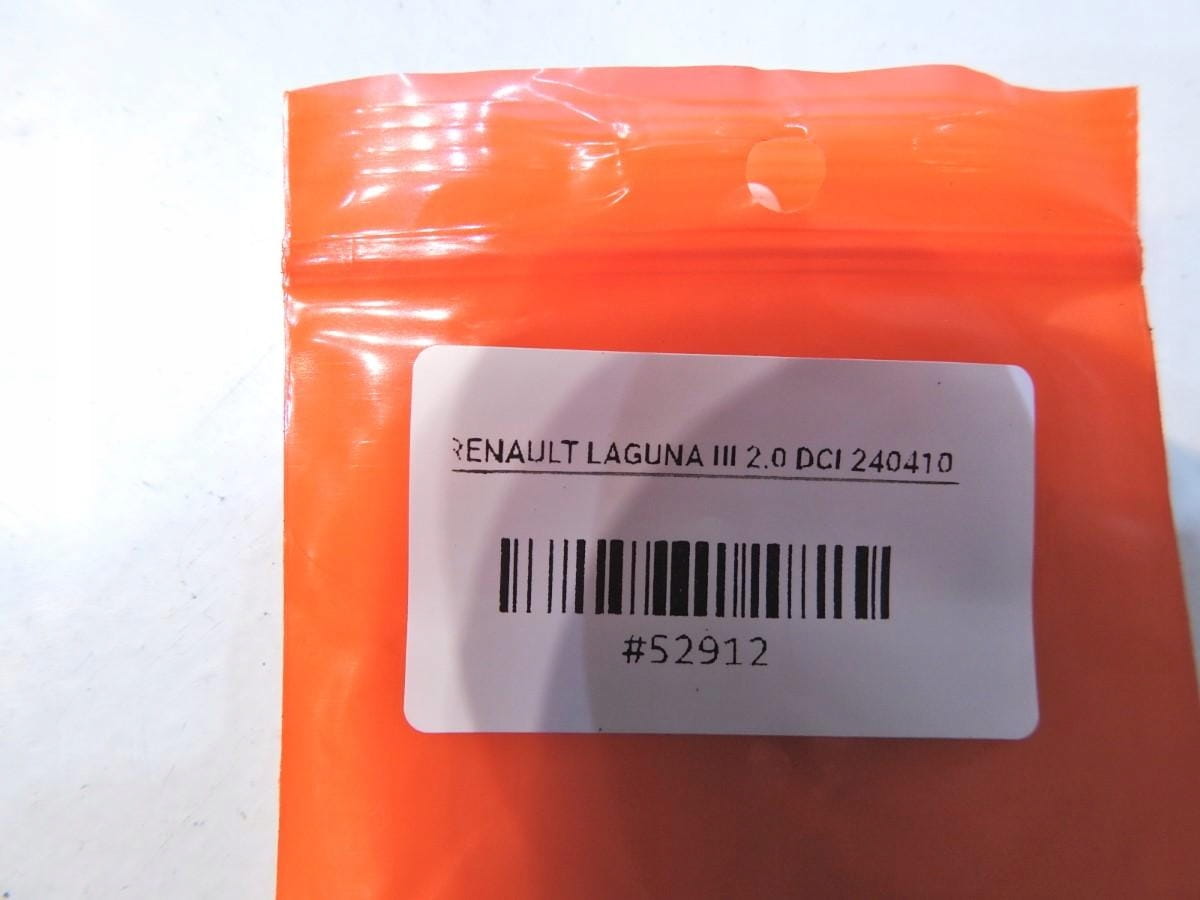 RENAULT LAGUNA III 2.0 DCI 240410
#52912